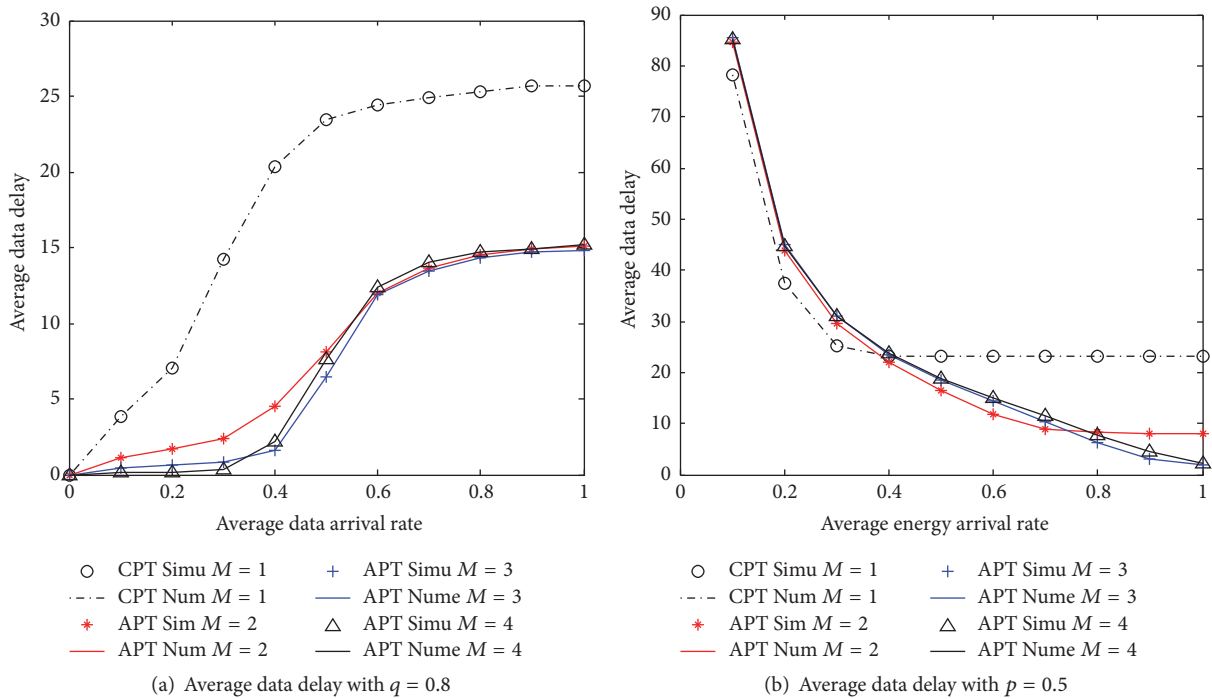 30
25
20
15
10
5
0
Average data delay
0
0.2
0.4
0.6
0.8
1
Average data arrival rate
CPT Simu M = 1
CPT Num M = 1
APT Sim M = 2
APT Num M = 2
APT Simu M = 3
APT Nume M = 3
APT Simu M = 4
APT Nume M = 4
(a) Average data delay with q = 0.8
90
80
70
60
50
40
30
20
10
0
Average data delay
0
0.2
0.4
0.6
0.8
1
Average energy arrival rate
CPT Simu M = 1
CPT Num M = 1
APT Sim M = 2
APT Num M = 2
APT Simu M = 3
APT Nume M = 3
APT Simu M = 4
APT Nume M = 4
(b) Average data delay with p = 0.5